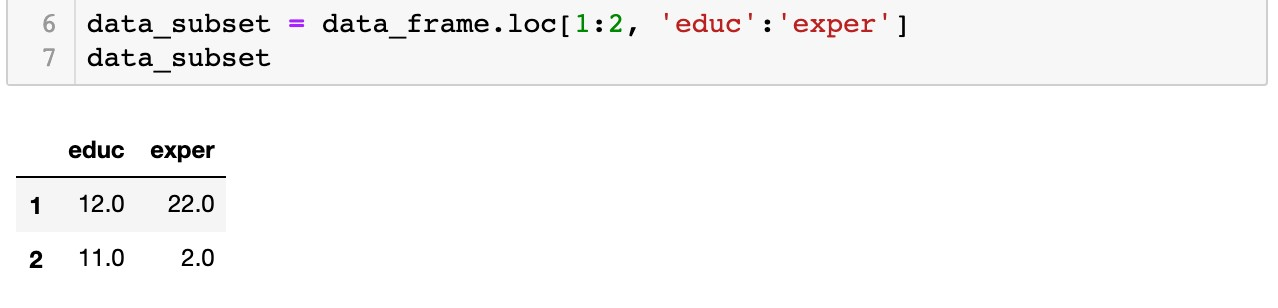 6 data_subset = data_frame.loc[1:2, 'educ':'exper']
7 data_subset
educ exper
1 12.0 22.0
2 11.0 2.0